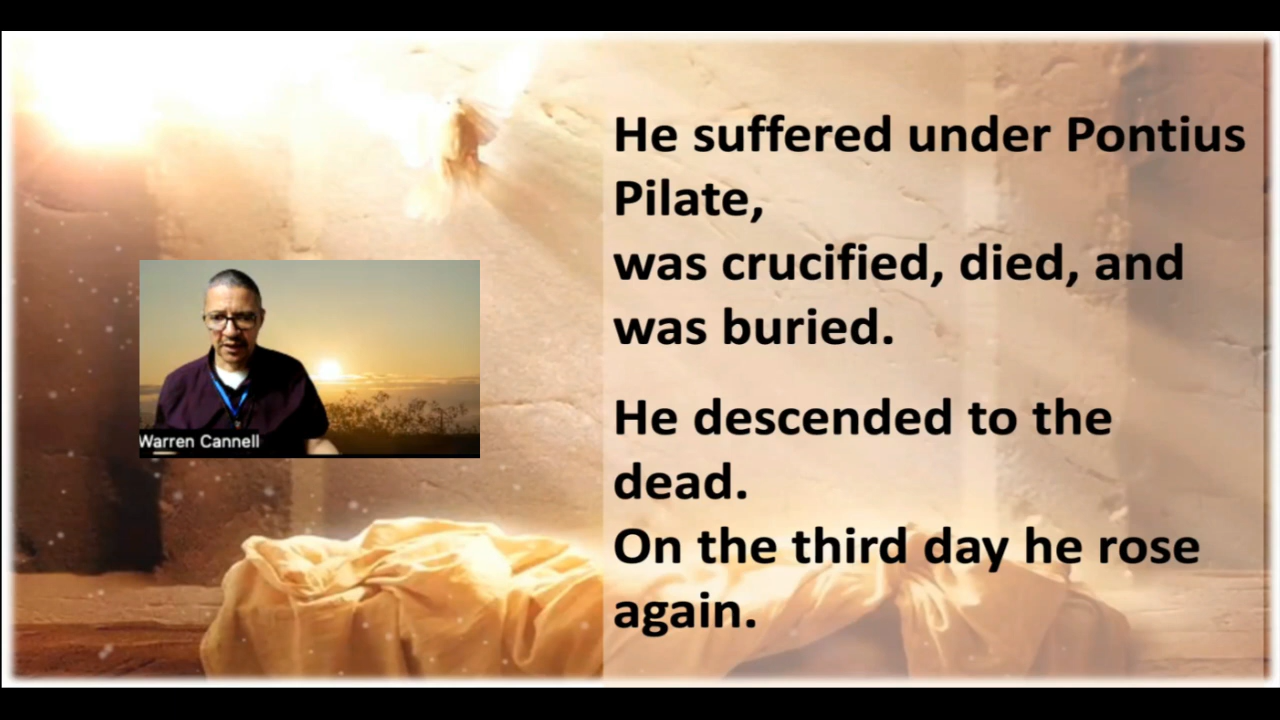 He suffered under Pontius
Pilate,
was crucified, died, and
was buried.
He descended to the
dead.
On the third day he rose
again.
Warren Cannell